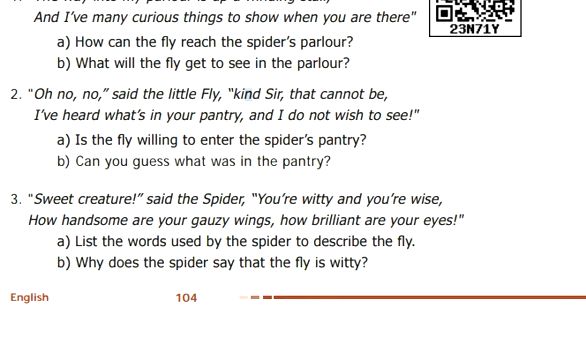 And I've many curious things to show when you are there"
23N71Y
a) How can the fly reach the spider's parlour?
b) What will the fly get to see in the parlour?
2. "Oh no, no," said the little Fly, "kind Sir, that cannot be,
I've heard what's in your pantry, and I do not wish to see!"
a) Is the fly willing to enter the spider's pantry?
b) Can you guess what was in the pantry?
3. "Sweet creature!" said the Spider, "You're witty and you're wise,
How handsome are your gauzy wings, how brilliant are your eyes!"
a) List the words used by the spider to describe the fly.
b) Why does the spider say that the fly is witty?
English 104